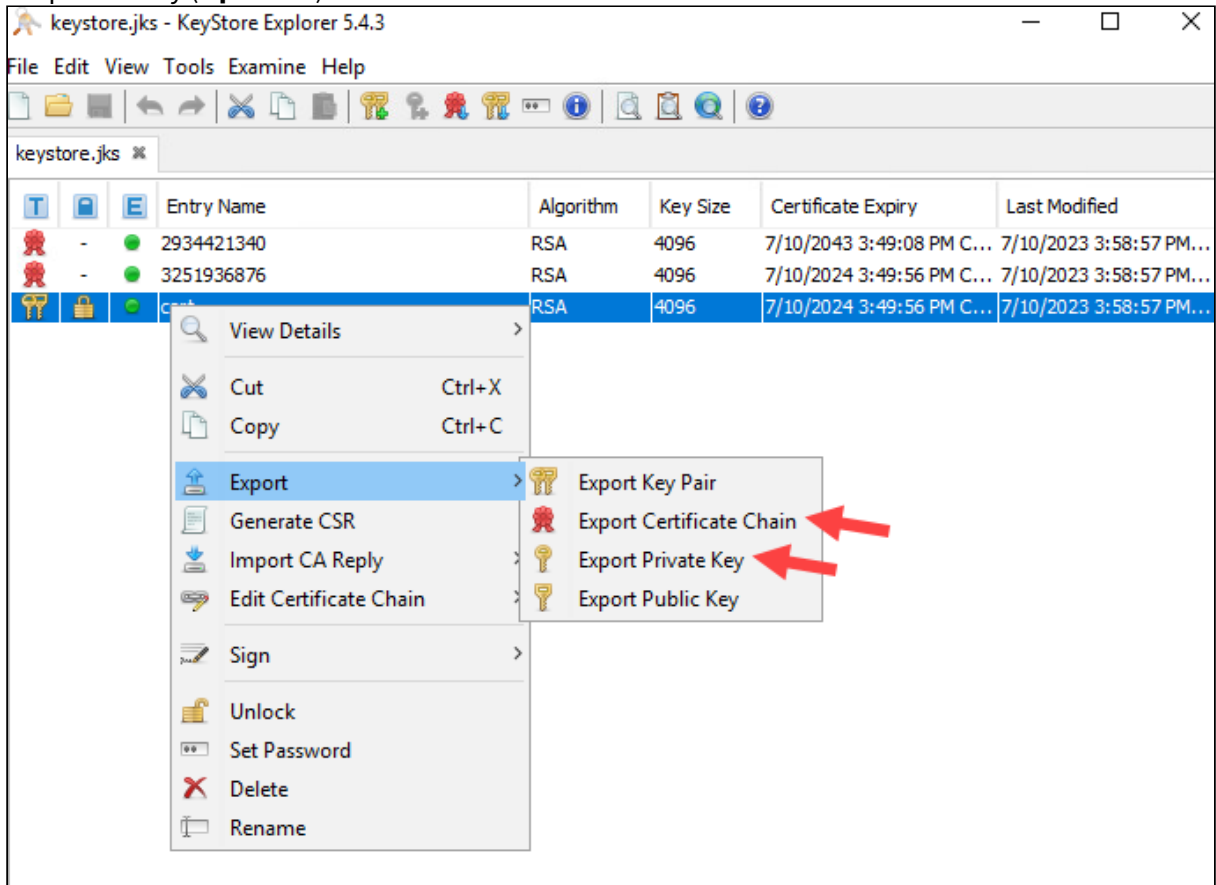 keystore.jks - KeyStore Explorer 5.4.3
File Edit View Tools Examine Help
keystore.jks
T E Entry Name Algorithm Key Size Certificate Expiry Last Modified
- 2934421340 RSA 4096 7/10/2043 3:49:08 PM C... 7/10/2023 3:58:57 PM...
- 3251936876 RSA 4096 7/10/2024 3:49:56 PM C... 7/10/2023 3:58:57 PM...
RSA 4096 7/10/2024 3:49:56 PM C... 7/10/2023 3:58:57 PM...
View Details
Cut Ctrl+X
Copy Ctrl+C
Export
Generate CSR
Import CA Reply
Edit Certificate Chain
Sign
Unlock
Set Password
Delete
Rename
Export Key Pair
Export Certificate Chain
Export Private Key
Export Public Key